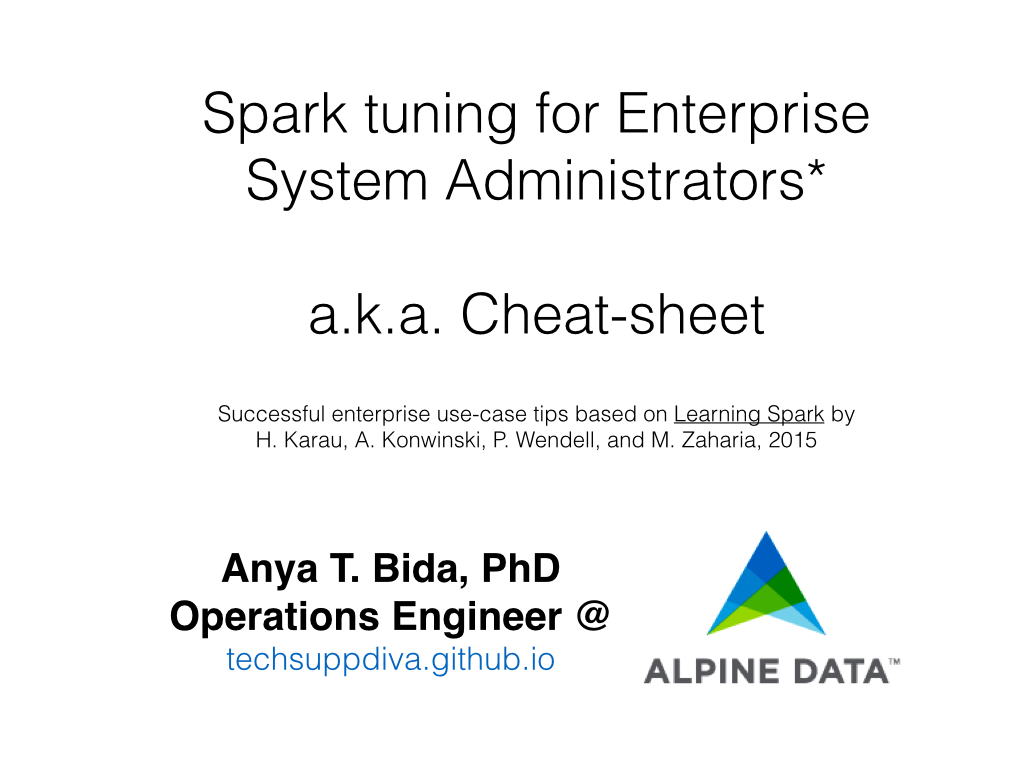 Spark tuning for Enterprise
System Administrators*
a.k.a. Cheat-sheet
Successful enterprise use-case tips based on Learning Spark by
H. Karau, A. Konwinski, P. Wendell, and M. Zaharia, 2015
Anya T. Bida, PhD
Operations Engineer @
techsuppdiva.github.io
ALPINE DATA™